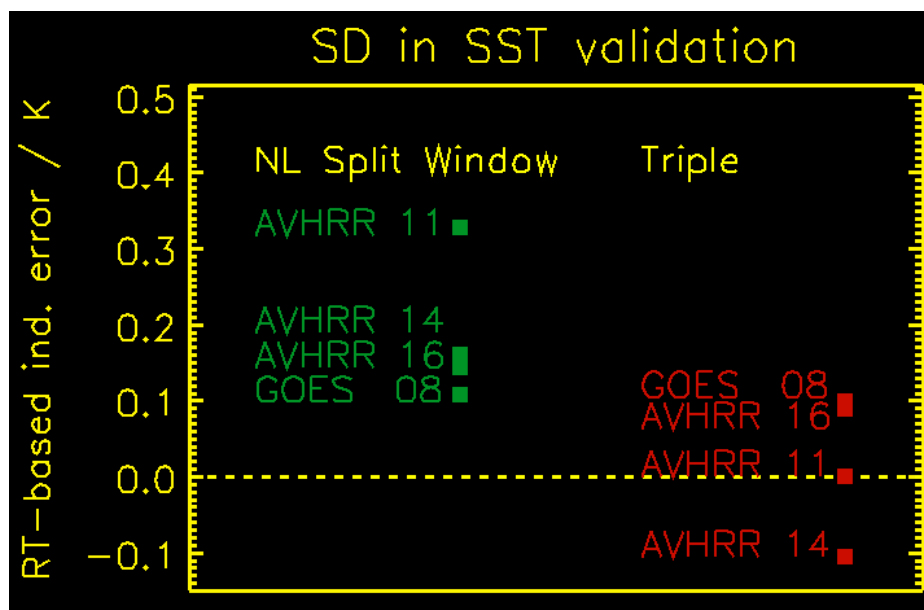 SD in SST validation
RT-based ind. error / K
0.5
0.4
0.3
0.2
0.1
0.0
-0.1
NL Split Window
AVHRR 11
AVHRR 14
AVHRR 16
GOES 08
Triple
GOES 08
AVHRR 16
AVHRR 11
AVHRR 14